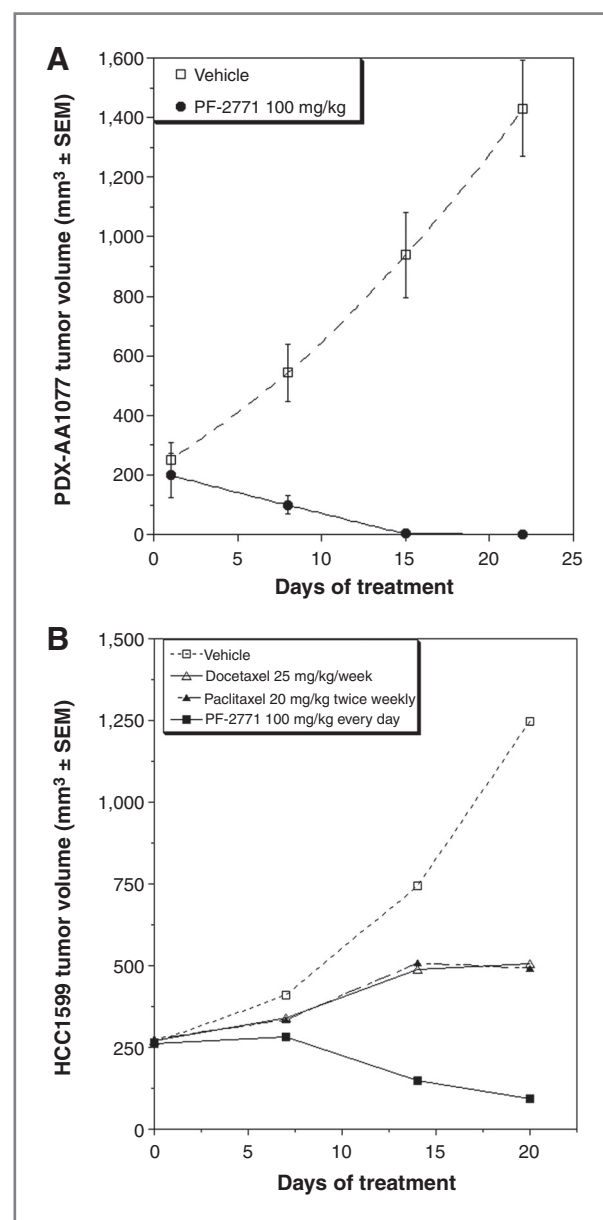 A
PDX-AA1077 tumor volume (mm³ ± SEM)
1,600
1,400
1,200
1,000
800
600
400
200
0
Vehicle
PF-2771 100 mg/kg
0 5 10 15 20 25
Days of treatment
B
HCC1599 tumor volume (mm³ ± SEM)
1,500
1,250
1,000
750
500
250
0
Vehicle
Docetaxel 25 mg/kg/week
Paclitaxel 20 mg/kg twice weekly
PF-2771 100 mg/kg every day
0 5 10 15 20
Days of treatment